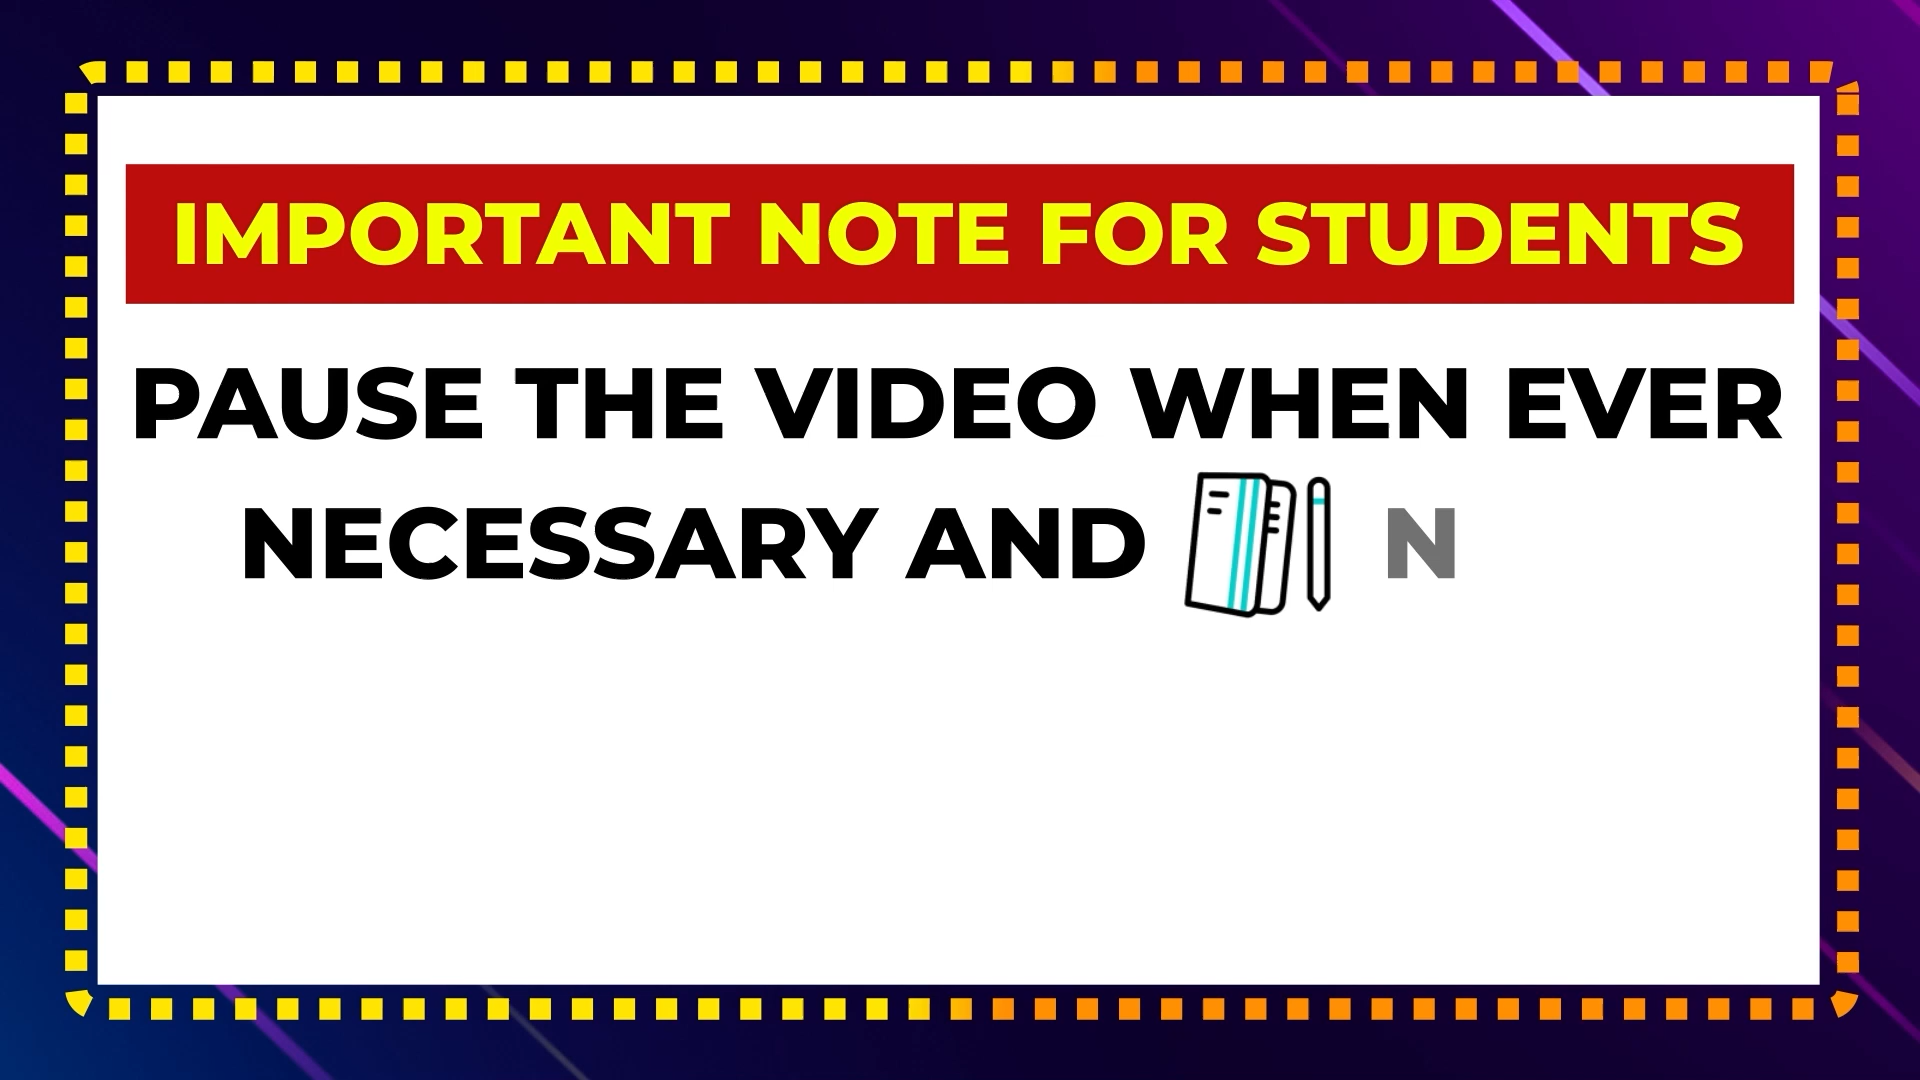 IMPORTANT NOTE FOR STUDENTS
PAUSE THE VIDEO WHEN EVER
NECESSARY AND N